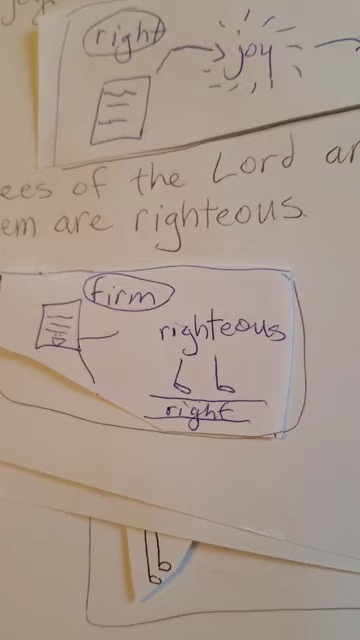 right
joy
ees of the Lord ar
em are righteous.
firm
righteous
right